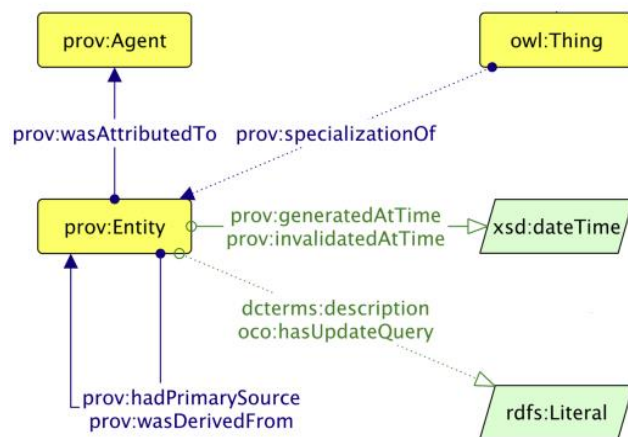 prov:Agent
owl:Thing
prov:wasAttributedTo
prov:specializationOf
prov:Entity
prov:generatedAtTime
prov:invalidatedAtTime
xsd:dateTime
dcterms:description
oco:hasUpdateQuery
prov:hadPrimarySource
prov:wasDerivedFrom
rdfs:Literal